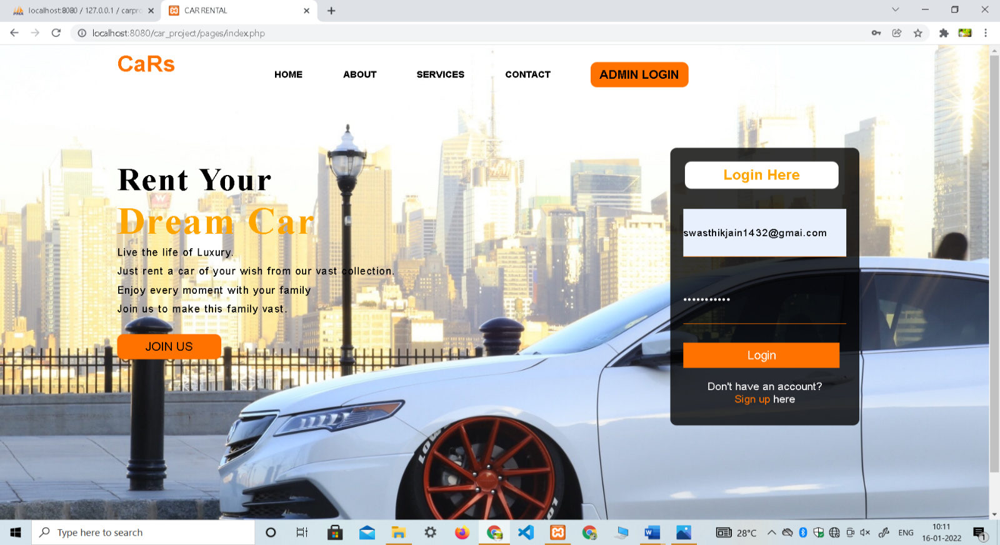 localhost:8080 / 127.0.0.1 / carpro
CAR RENTAL
localhost:8080/car_project/pages/index.php
CaRs
HOME
ABOUT
SERVICES
CONTACT
ADMIN LOGIN
Rent Your
Dream Car
Live the life of Luxury.
Just rent a car of your wish from our vast collection.
Enjoy every moment with your family
Join us to make this family vast.
JOIN US
Login Here
swasthikjain1432@gmai.com
•••••••••••
Login
Don't have an account?
Sign up here
Type here to search
28°C
ENG
10:11
16-01-2022
1